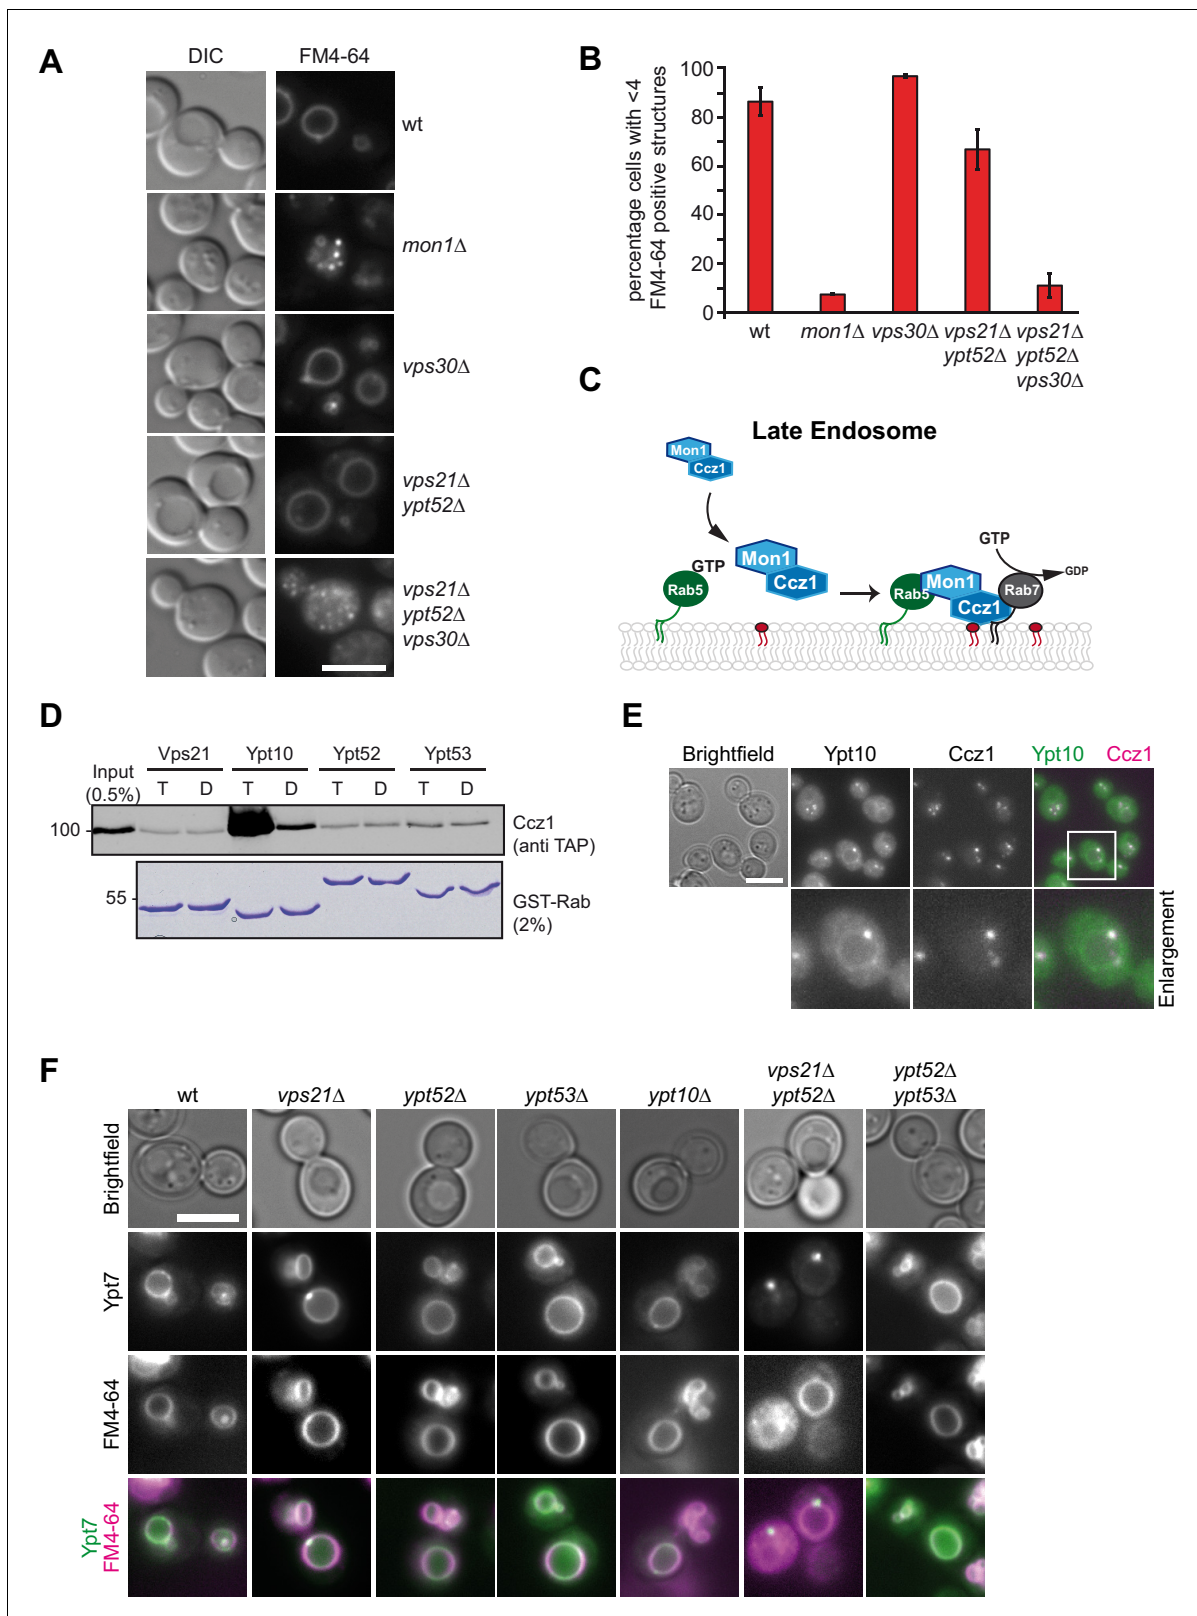 A
DIC
FM4-64
wt
mon1Δ
vps30Δ
vps21Δ
ypt52Δ
vps21Δ
ypt52Δ
vps30Δ
B
percentage cells with <4
FM4-64 positive structures
100
80
60
40
20
0
wt
mon1Δ
vps30Δ
vps21Δ
ypt52Δ
vps21Δ
ypt52Δ
vps30Δ
C
Late Endosome
Mon1
Ccz1
GTP
Rab5
Mon1
Ccz1
Rab5
Mon1
Ccz1
GTP
GDP
Rab7
D
Vps21 Ypt10 Ypt52 Ypt53
Input
(0.5%)
T D T D T D T D
100
Ccz1
(anti TAP)
55
GST-Rab
(2%)
E
Brightfield
Ypt10
Ccz1
Ypt10 Ccz1
Enlargement
F
wt
vps21Δ
ypt52Δ
ypt53Δ
ypt10Δ
vps21Δ
ypt52Δ
ypt52Δ
ypt53Δ
Brightfield
Ypt7
FM4-64
Ypt7
FM4-64